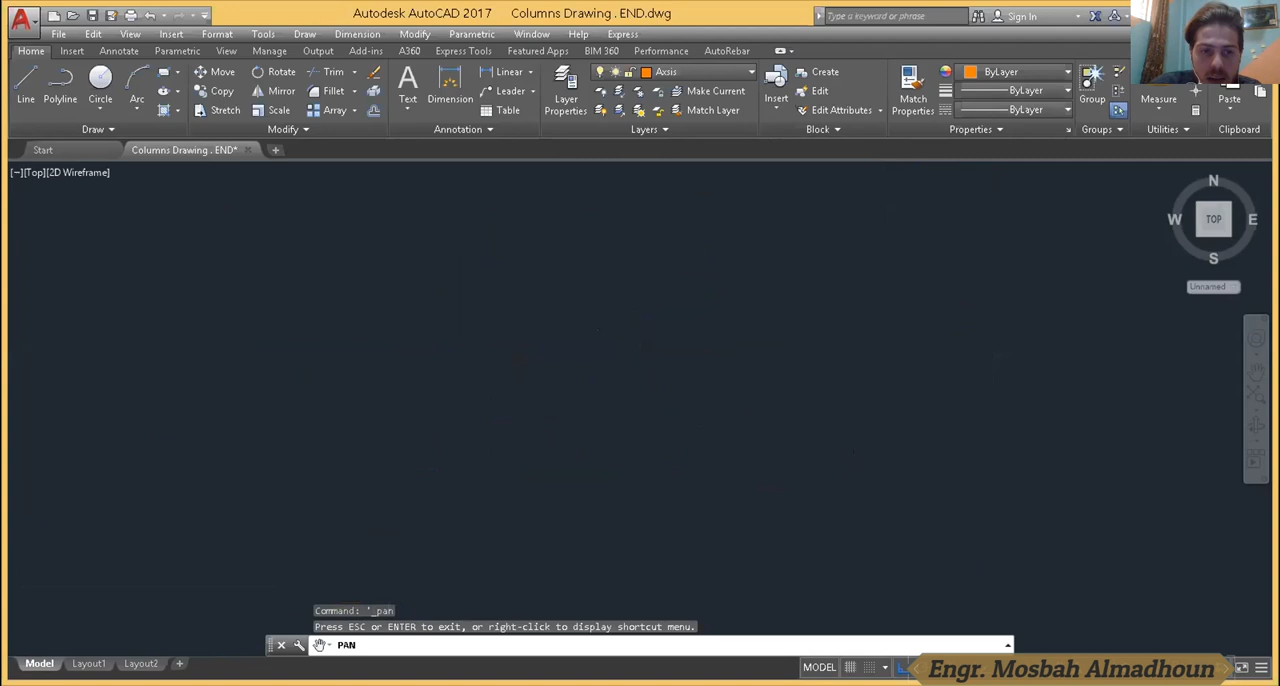 Autodesk AutoCAD 2017 Columns Drawing . END.dwg
Type a keyword or phrase
Sign In
File Edit View Insert Format Tools Draw Dimension Modify Parametric Window Help Express
Home Insert Annotate Parametric View Manage Output Add-ins A360 Express Tools Featured Apps BIM 360 Performance AutoRebar
Line Polyline Circle Arc
Move Rotate Trim
Copy Mirror Fillet
Stretch Scale Array
Text Dimension
Linear
Leader
Table
Layer Properties
Axsis
Make Current
Match Layer
Insert
Create
Edit
Edit Attributes
Match Properties
ByLayer
ByLayer
ByLayer
Group
Measure
Paste
Draw Modify Annotation Layers Block Properties Groups Utilities Clipboard
Start Columns Drawing . END*
[−][Top][2D Wireframe]
N
W TOP E
S
Unnamed
Command: '_pan
Press ESC or ENTER to exit, or right-click to display shortcut menu.
PAN
Model Layout1 Layout2
MODEL
Engr. Mosbah Almadhoun